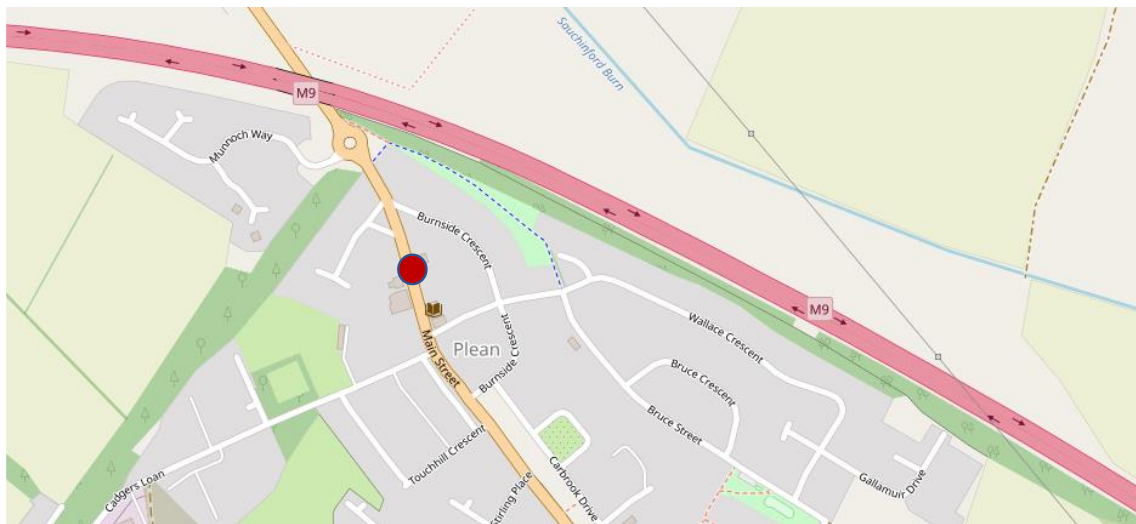 Sauchinford Burn
M9
Munnoch Way
Burnside Crescent
M9
Wallace Crescent
Main Street
Plean
Burnside Crescent
Bruce Crescent
Bruce Street
Touchhill Crescent
Cadgers Loan
Stirling Place
Carbrook Drive
Gallamuir Drive